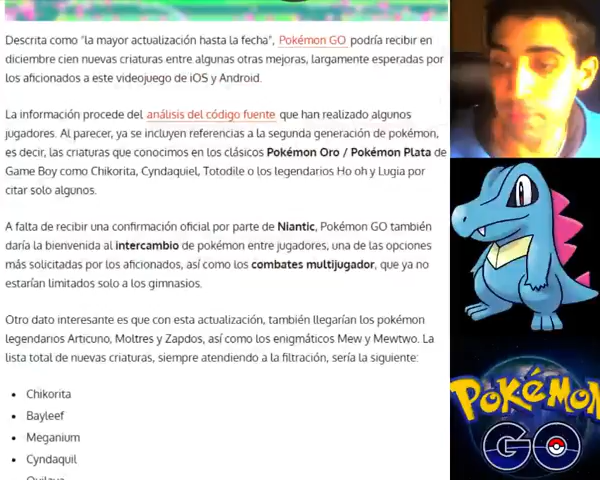 Descrita como “la mayor actualización hasta la fecha”, Pokémon GO podría recibir en
diciembre cien nuevas criaturas entre algunas otras mejoras, largamente esperadas por
los aficionados a este videojuego de iOS y Android.
La información procede del análisis del código fuente que han realizado algunos
jugadores. Al parecer, ya se incluyen referencias a la segunda generación de pokémon,
es decir, las criaturas que conocimos en los clásicos Pokémon Oro / Pokémon Plata de
Game Boy como Chikorita, Cyndaquiel, Totodile o los legendarios Ho oh y Lugia por
citar solo algunos.
A falta de recibir una confirmación oficial por parte de Niantic, Pokémon GO también
daría la bienvenida al intercambio de pokémon entre jugadores, una de las opciones
más solicitadas por los aficionados, así como los combates multijugador, que ya no
estarían limitados solo a los gimnasios.
Otro dato interesante es que con esta actualización, también llegarían los pokémon
legendarios Articuno, Moltres y Zapdos, así como los enigmáticos Mew y Mewtwo. La
lista total de nuevas criaturas, siempre atendiendo a la filtración, sería la siguiente:
• Chikorita
• Bayleef
• Meganium
• Cyndaquil
POKéMON
GO